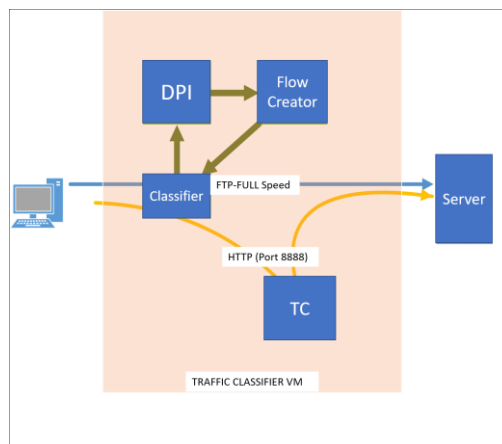 DPI
Flow
Creator
Classifier
FTP-FULL Speed
Server
HTTP (Port 8888)
TC
TRAFFIC CLASSIFIER VM